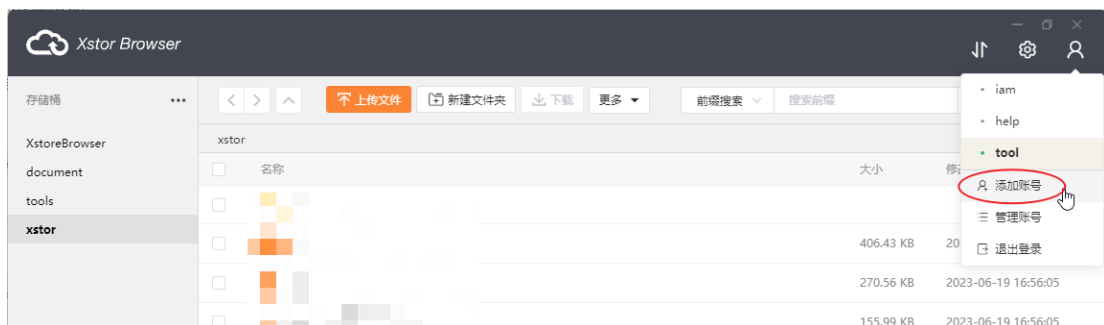 Xstor Browser
存储桶
•••
上传文件
新建文件夹
下载
更多
前缀搜索
搜索前缀
iam
help
tool
添加账号
管理账号
退出登录
XstoreBrowser
document
tools
xstor
xstor
名称
大小
406.43 KB
20
270.56 KB
2023-06-19 16:56:05
155.99 KB
2023-06-19 16:56:05